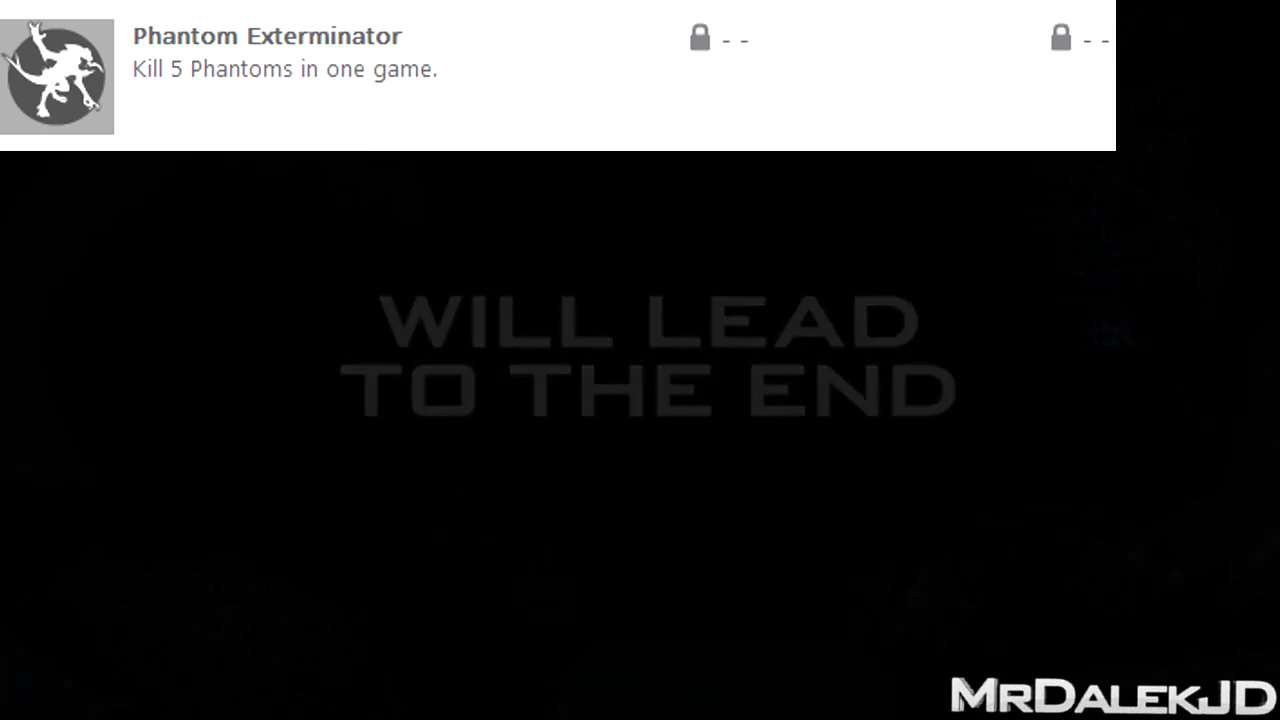 Phantom Exterminator
Kill 5 Phantoms in one game.
- -
- -
WILL LEAD
TO THE END
MRDALEKJD